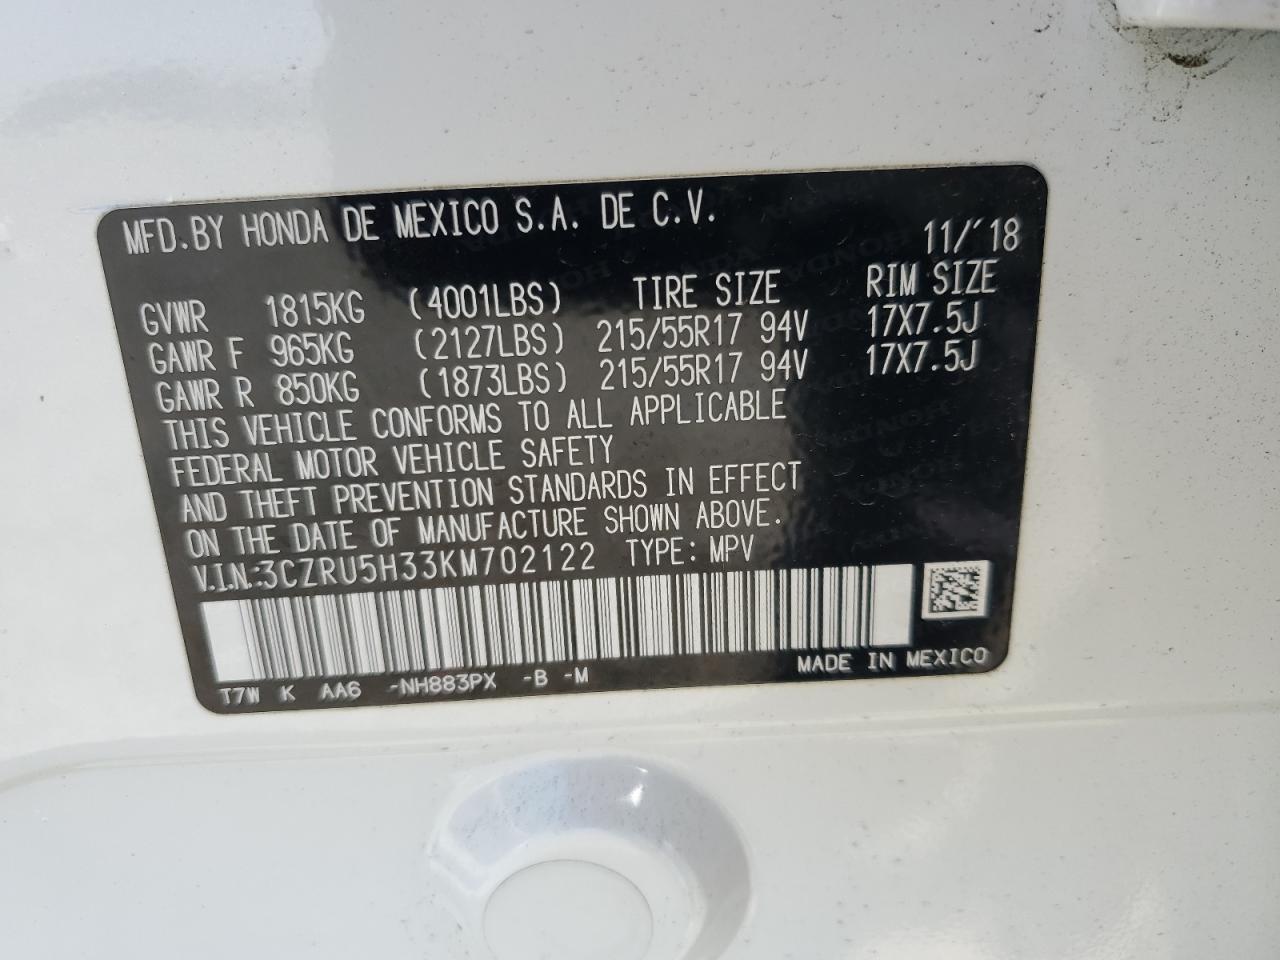 MFD.BY HONDA DE MEXICO S.A. DE C.V.
11/'18
GVWR 1815KG (4001LBS) TIRE SIZE RIM SIZE
GAWR F 965KG (2127LBS) 215/55R17 94V 17X7.5J
GAWR R 850KG (1873LBS) 215/55R17 94V 17X7.5J
THIS VEHICLE CONFORMS TO ALL APPLICABLE
FEDERAL MOTOR VEHICLE SAFETY
AND THEFT PREVENTION STANDARDS IN EFFECT
ON THE DATE OF MANUFACTURE SHOWN ABOVE.
V.I.N.:3CZRU5H33KM702122 TYPE: MPV
T7W K AA6 -NH883PX -B -M
MADE IN MEXICO